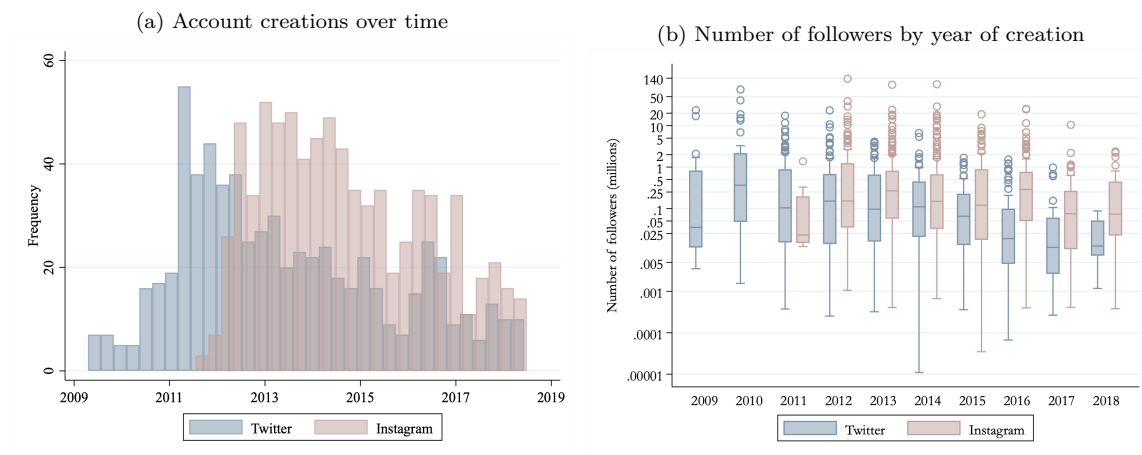 (a) Account creations over time
60
40
20
0
Frequency
2009 2011 2013 2015 2017 2019
Twitter Instagram
(b) Number of followers by year of creation
140
50
20
10
5
2
1
.5
.25
.1
.05
.025
.005
.001
.0001
.00001
Number of followers (millions)
2009 2010 2011 2012 2013 2014 2015 2016 2017 2018
Twitter Instagram